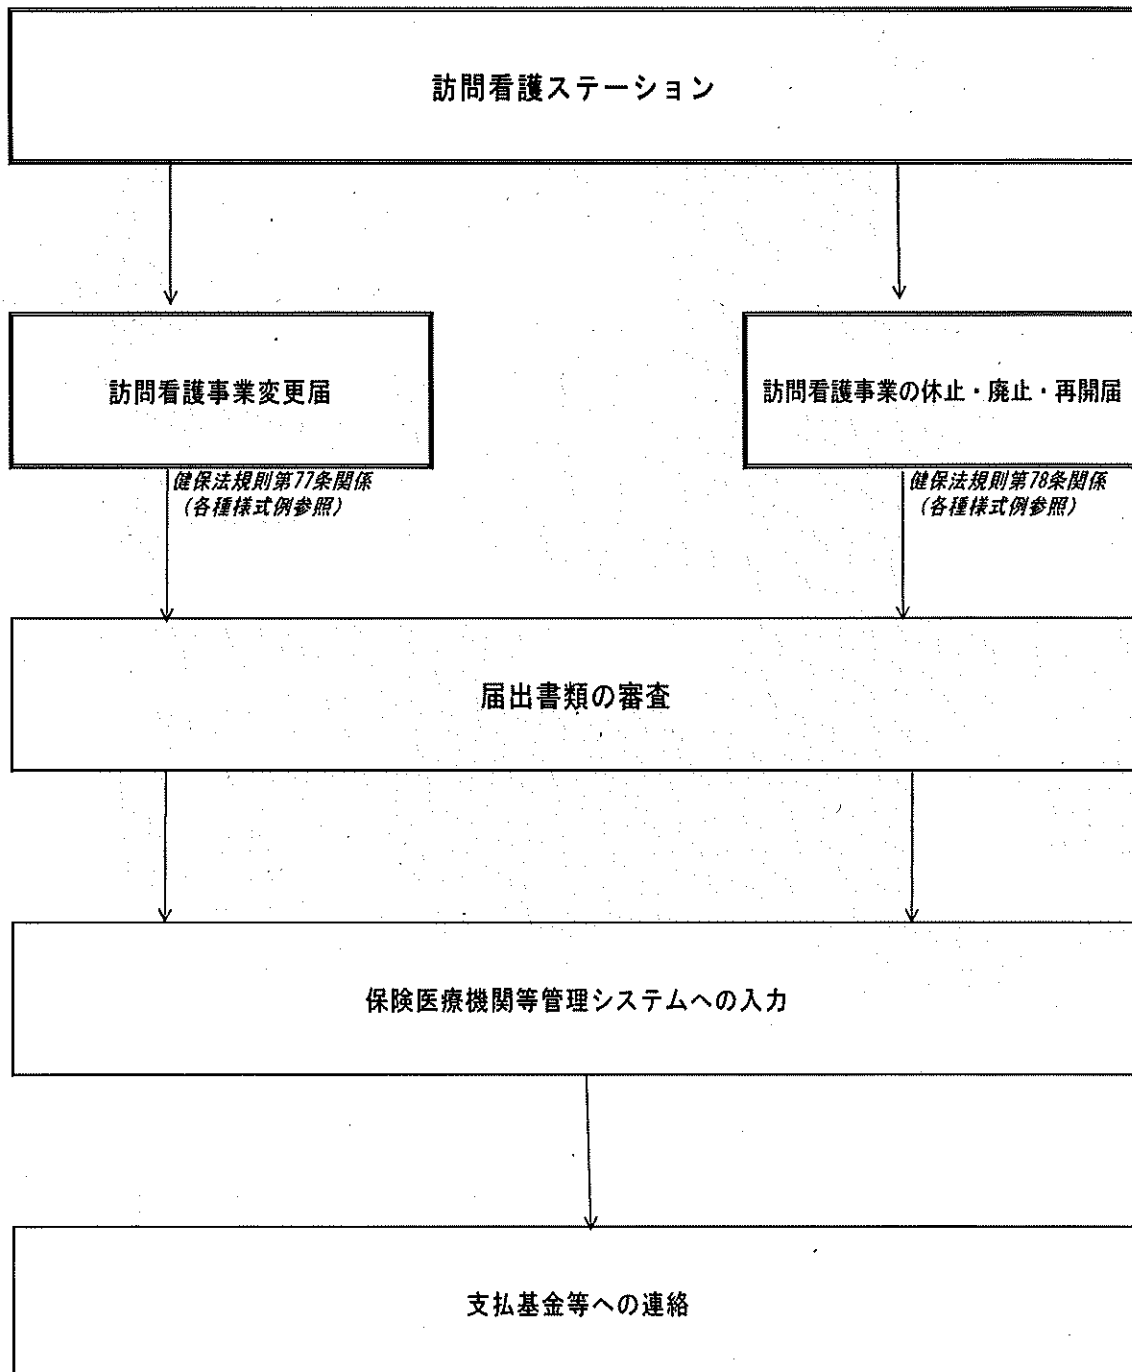 訪問看護ステーション
訪問看護事業変更届
訪問看護事業の休止・廃止・再開届
健保法規則第77条関係
(各種様式例参照)
健保法規則第78条関係
(各種様式例参照)
届出書類の審査
保険医療機関等管理システムへの入力
支払基金等への連絡